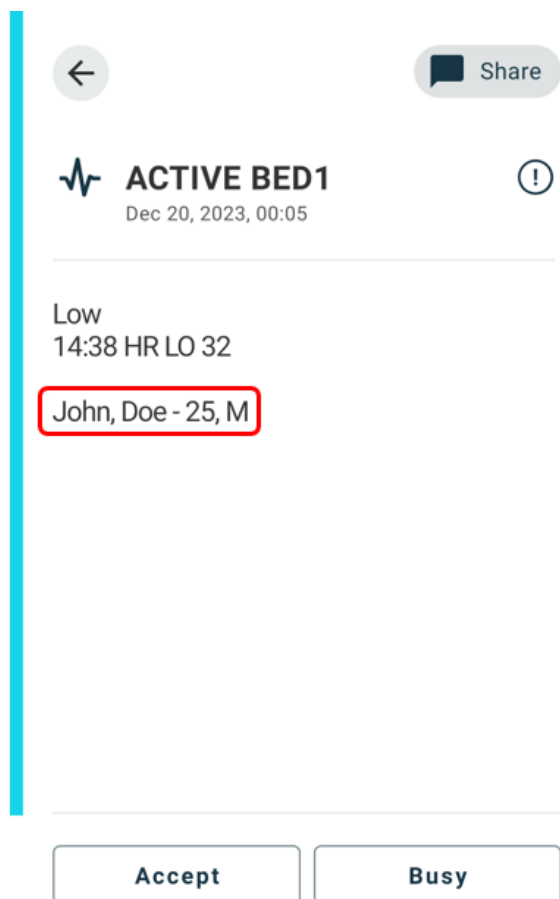 Share
ACTIVE BED1
Dec 20, 2023, 00:05
Low
14:38 HR LO 32
John, Doe - 25, M
Accept
Busy